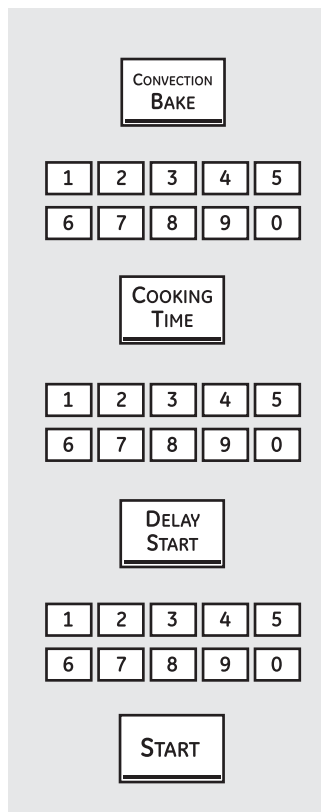 CONVECTION
BAKE
1 2 3 4 5
6 7 8 9 0
COOKING
TIME
1 2 3 4 5
6 7 8 9 0
DELAY
START
1 2 3 4 5
6 7 8 9 0
START